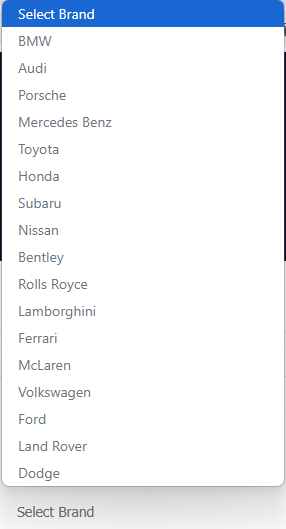 Select Brand
BMW
Audi
Porsche
Mercedes Benz
Toyota
Honda
Subaru
Nissan
Bentley
Rolls Royce
Lamborghini
Ferrari
McLaren
Volkswagen
Ford
Land Rover
Dodge
Select Brand